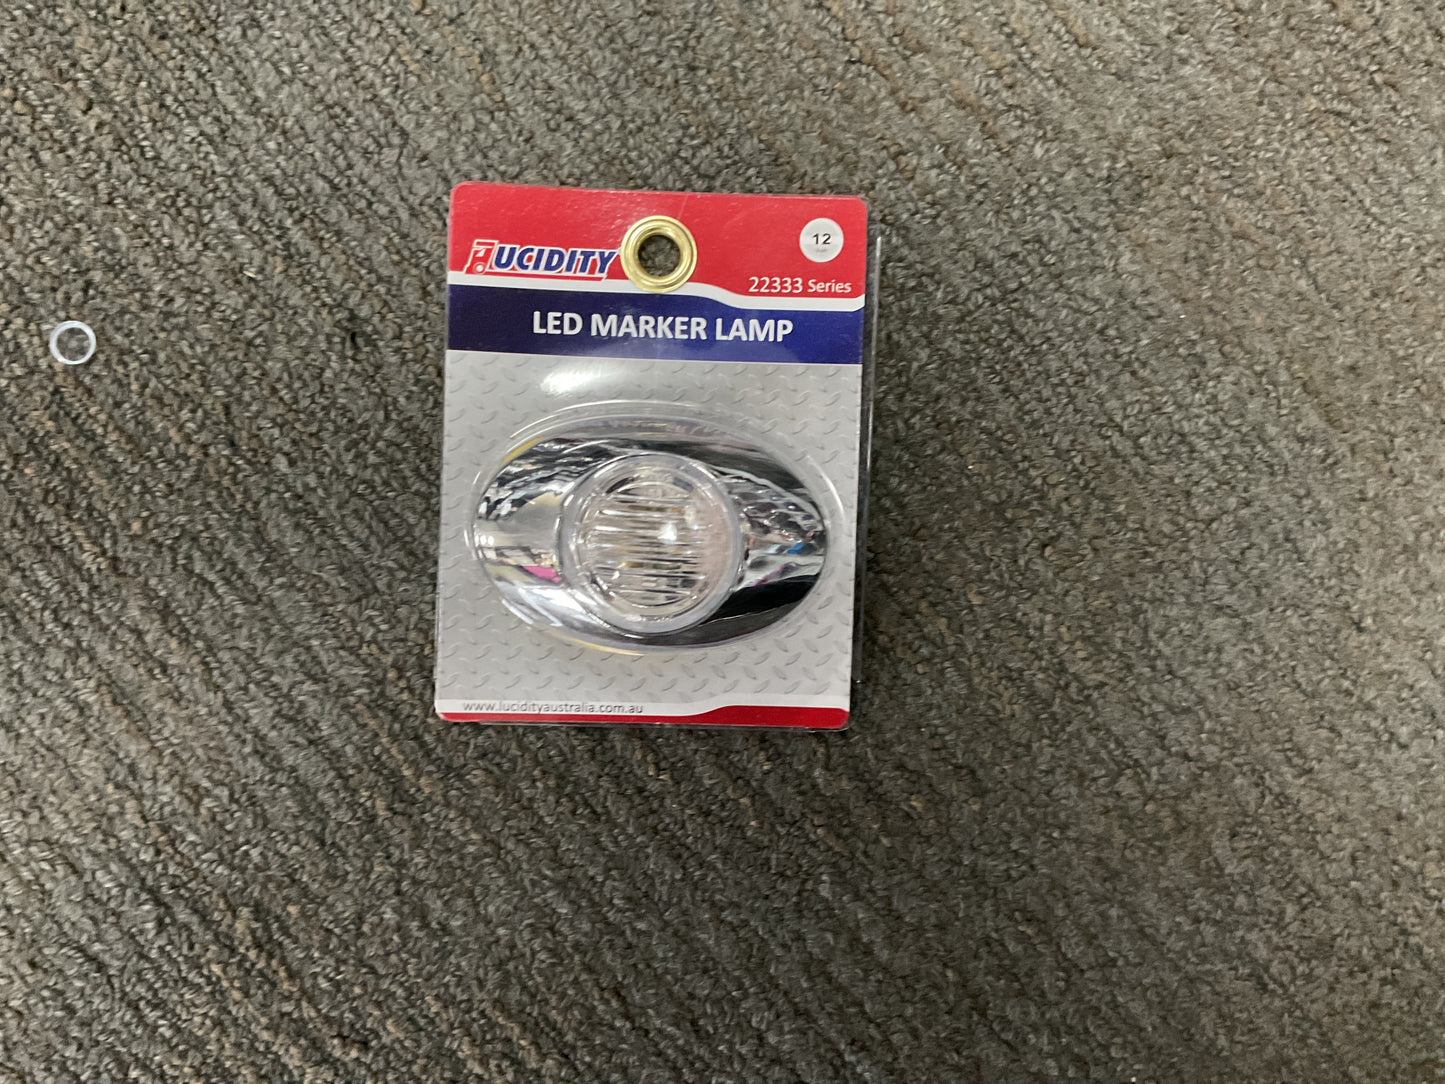 LUCIDITY
12
22333 Series
LED MARKER LAMP
www.lucidityaustralia.com.au